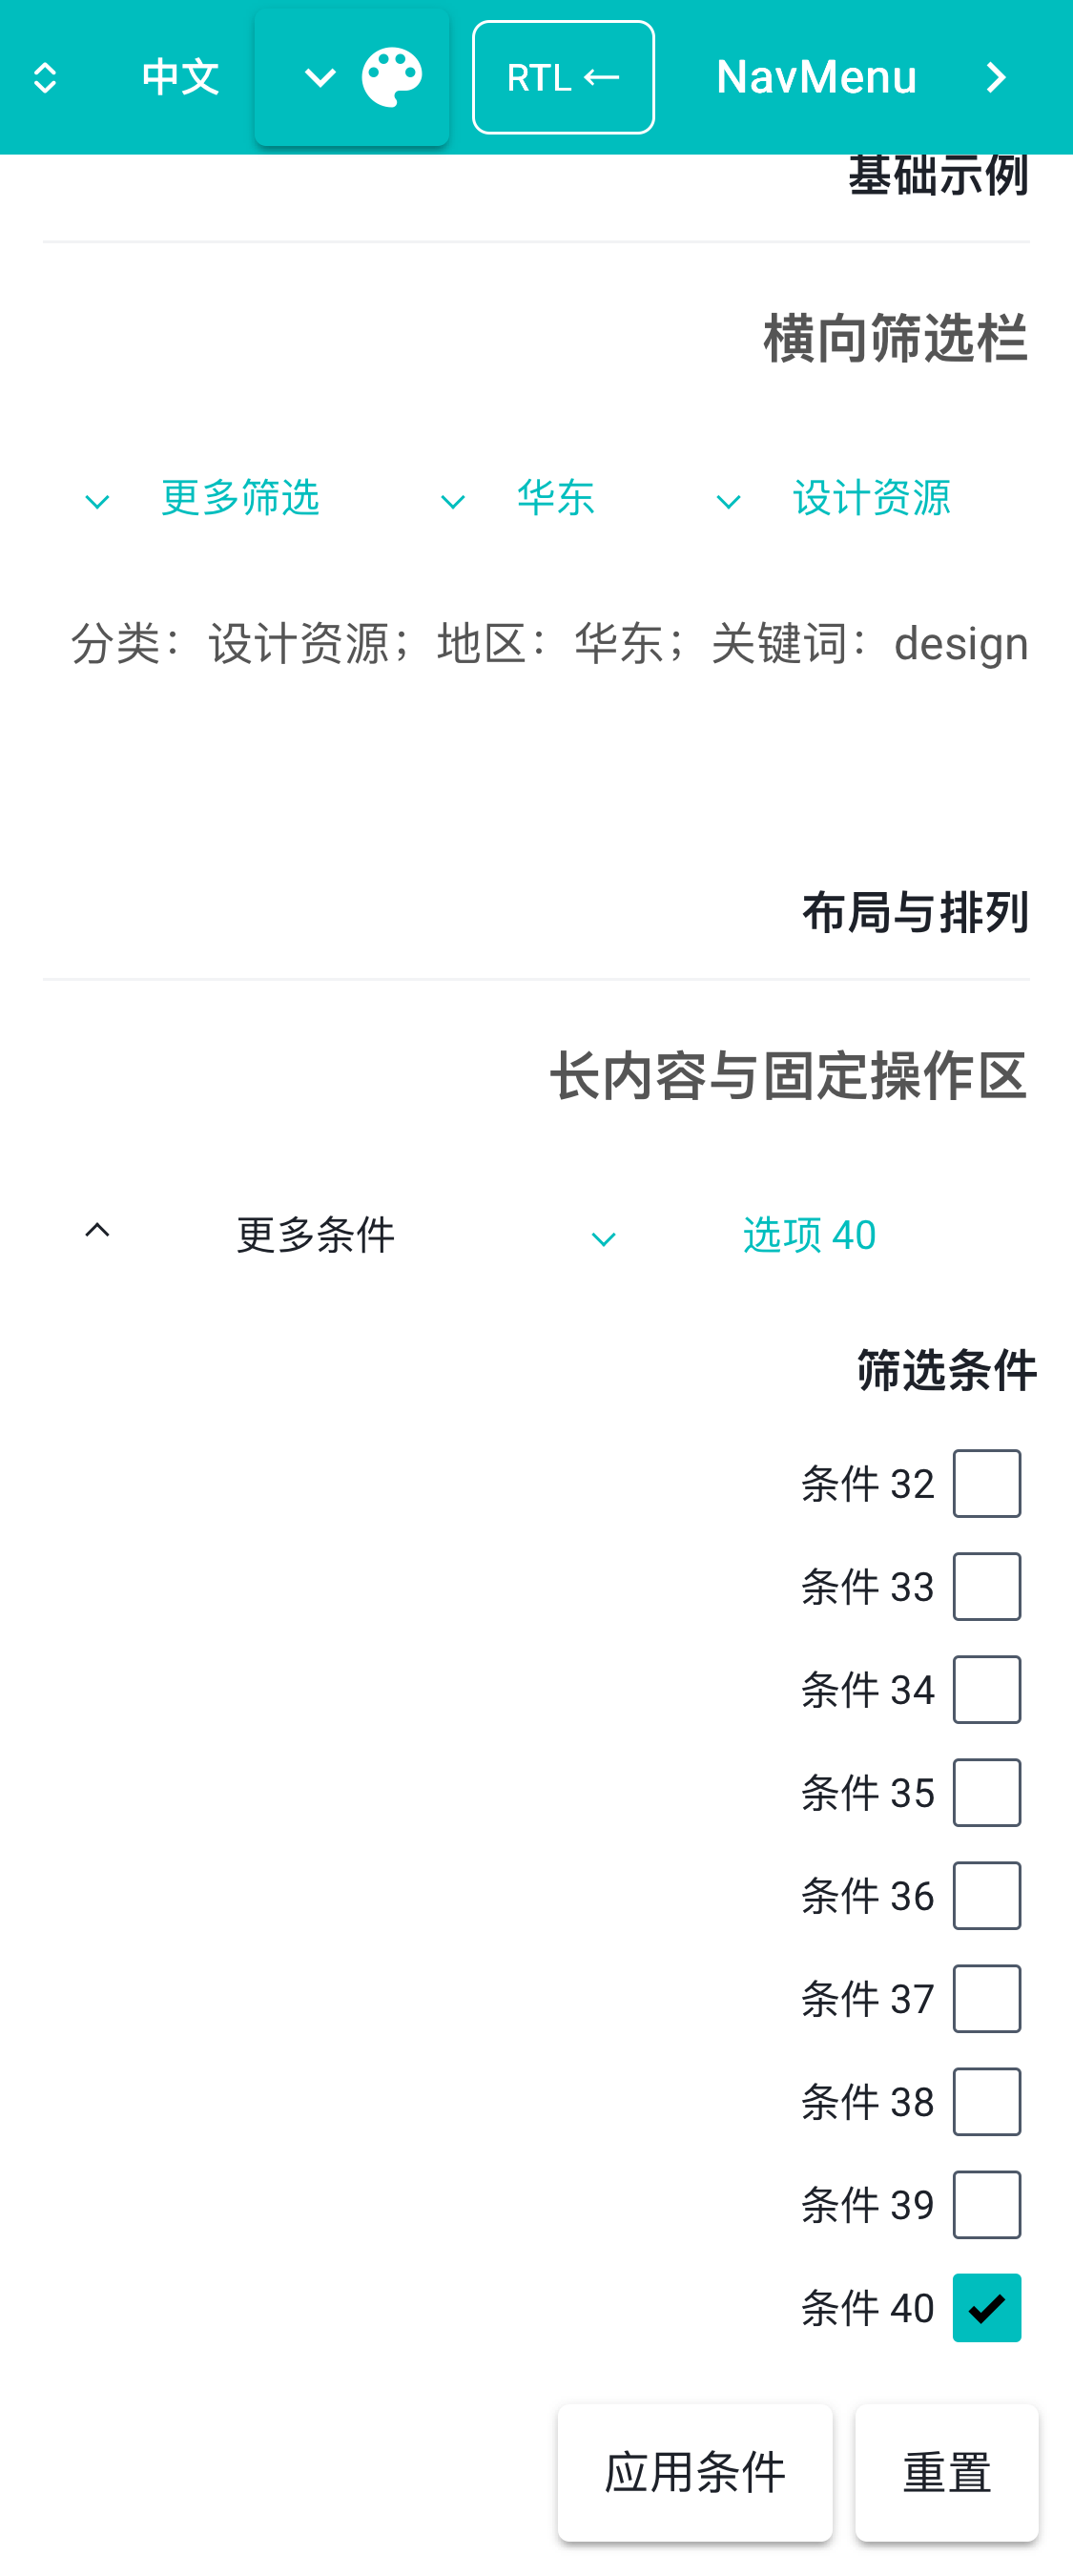 中文 RTL ← NavMenu
基础示例
横向筛选栏
更多筛选 华东 设计资源
分类：设计资源；地区：华东；关键词：design
布局与排列
长内容与固定操作区
更多条件 选项 40
筛选条件
条件 32
条件 33
条件 34
条件 35
条件 36
条件 37
条件 38
条件 39
条件 40
应用条件 重置